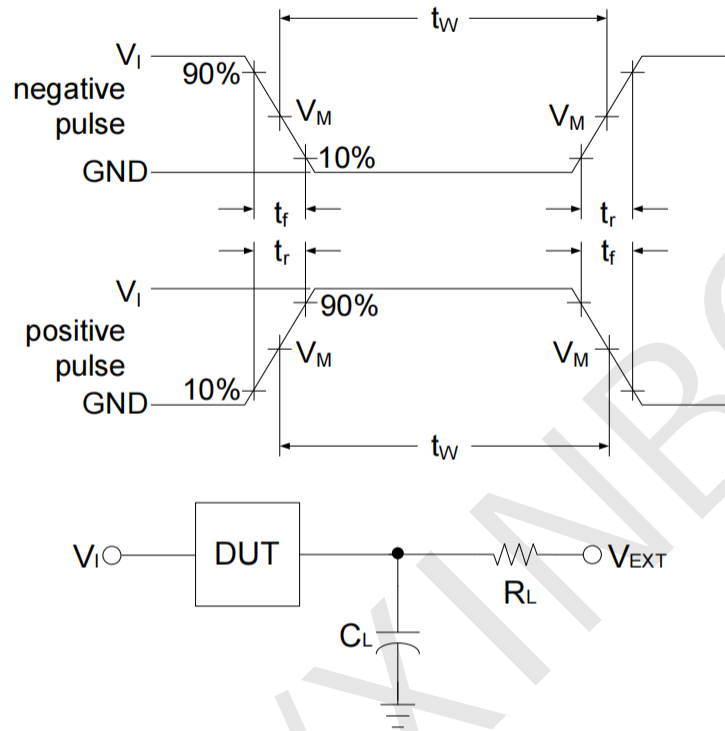 tW
VI
90%
negative
pulse
VM
VM
10%
GND
tf
tr
tr
tf
VI
90%
positive
pulse
VM
VM
10%
GND
tW
VI
DUT
VEXT
RL
CL